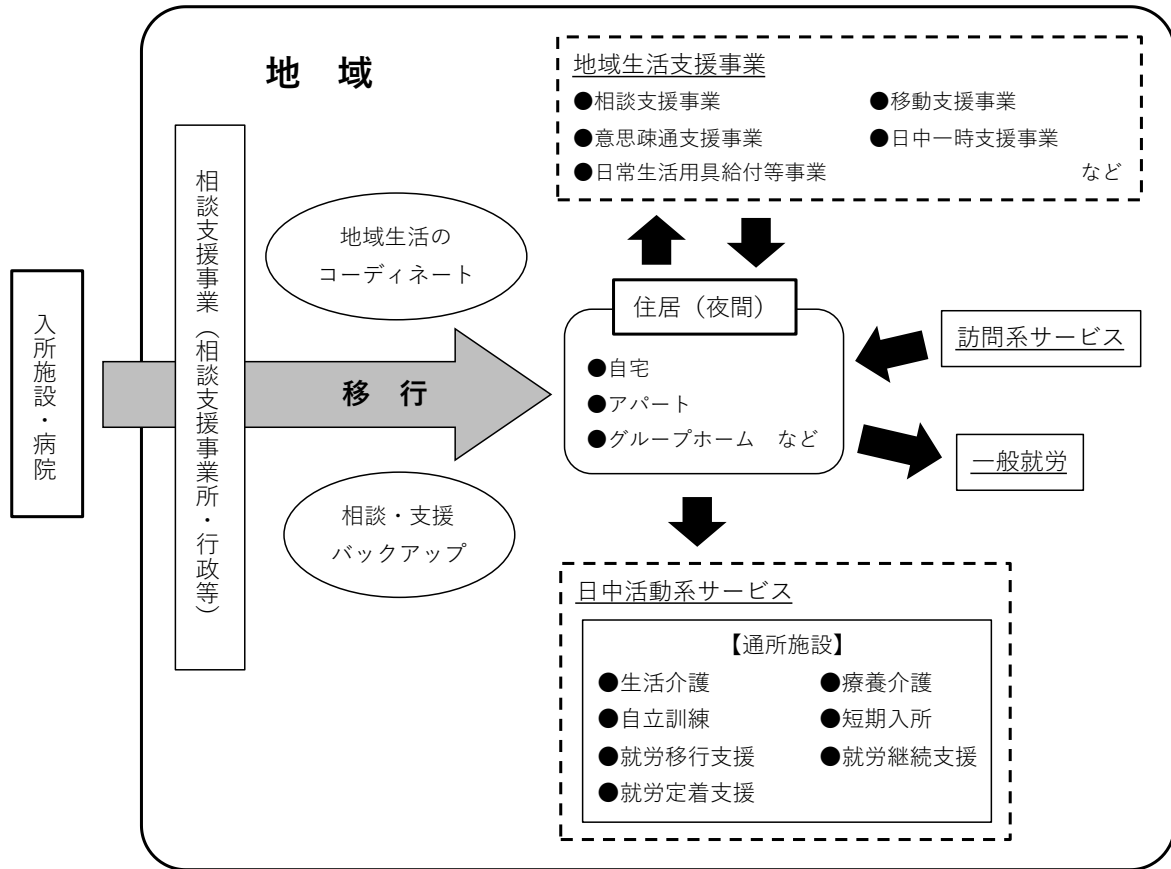 地　域
地域生活支援事業
●相談支援事業
●移動支援事業
●意思疎通支援事業
●日中一時支援事業
●日常生活用具給付等事業
など
入所施設・病院
相談支援事業（相談支援事業所・行政等）
地域生活の
コーディネート
移　行
相談・支援
バックアップ
住居（夜間）
●自宅
●アパート
●グループホーム　など
訪問系サービス
一般就労
日中活動系サービス
【通所施設】
●生活介護
●療養介護
●自立訓練
●短期入所
●就労移行支援
●就労継続支援
●就労定着支援